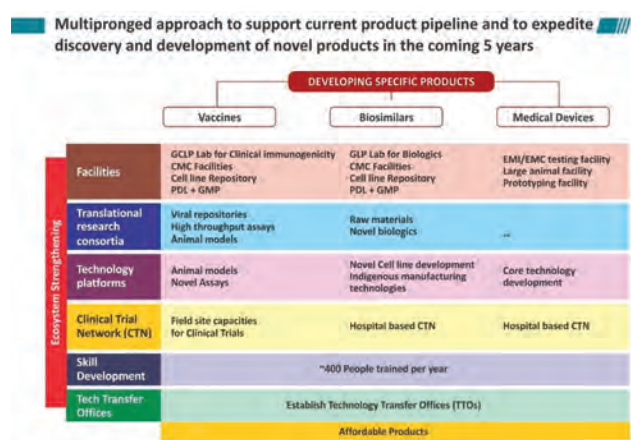 Multipronged approach to support current product pipeline and to expedite
discovery and development of novel products in the coming 5 years
DEVELOPING SPECIFIC PRODUCTS
Vaccines
Biosimilars
Medical Devices
Ecosystem Strengthening
Facilities
GCLP Lab for Clinical immunogenicity
CMC Facilities
Cell line Repository
PDL + GMP
GLP Lab for Biologics
CMC Facilities
Cell line Repository
PDL + GMP
EMI/EMC testing facility
Large animal facility
Prototyping facility
Translational
research
consortia
Viral repositories
High throughput assays
Animal models
Raw materials
Novel biologics
--
Technology
platforms
Animal models
Novel Assays
Novel Cell line development
Indigenous manufacturing
technologies
Core technology
development
Clinical Trial
Network (CTN)
Field site capacities
for Clinical Trials
Hospital based CTN
Hospital based CTN
Skill
Development
~400 People trained per year
Tech Transfer
Offices
Establish Technology Transfer Offices (TTOs)
Affordable Products